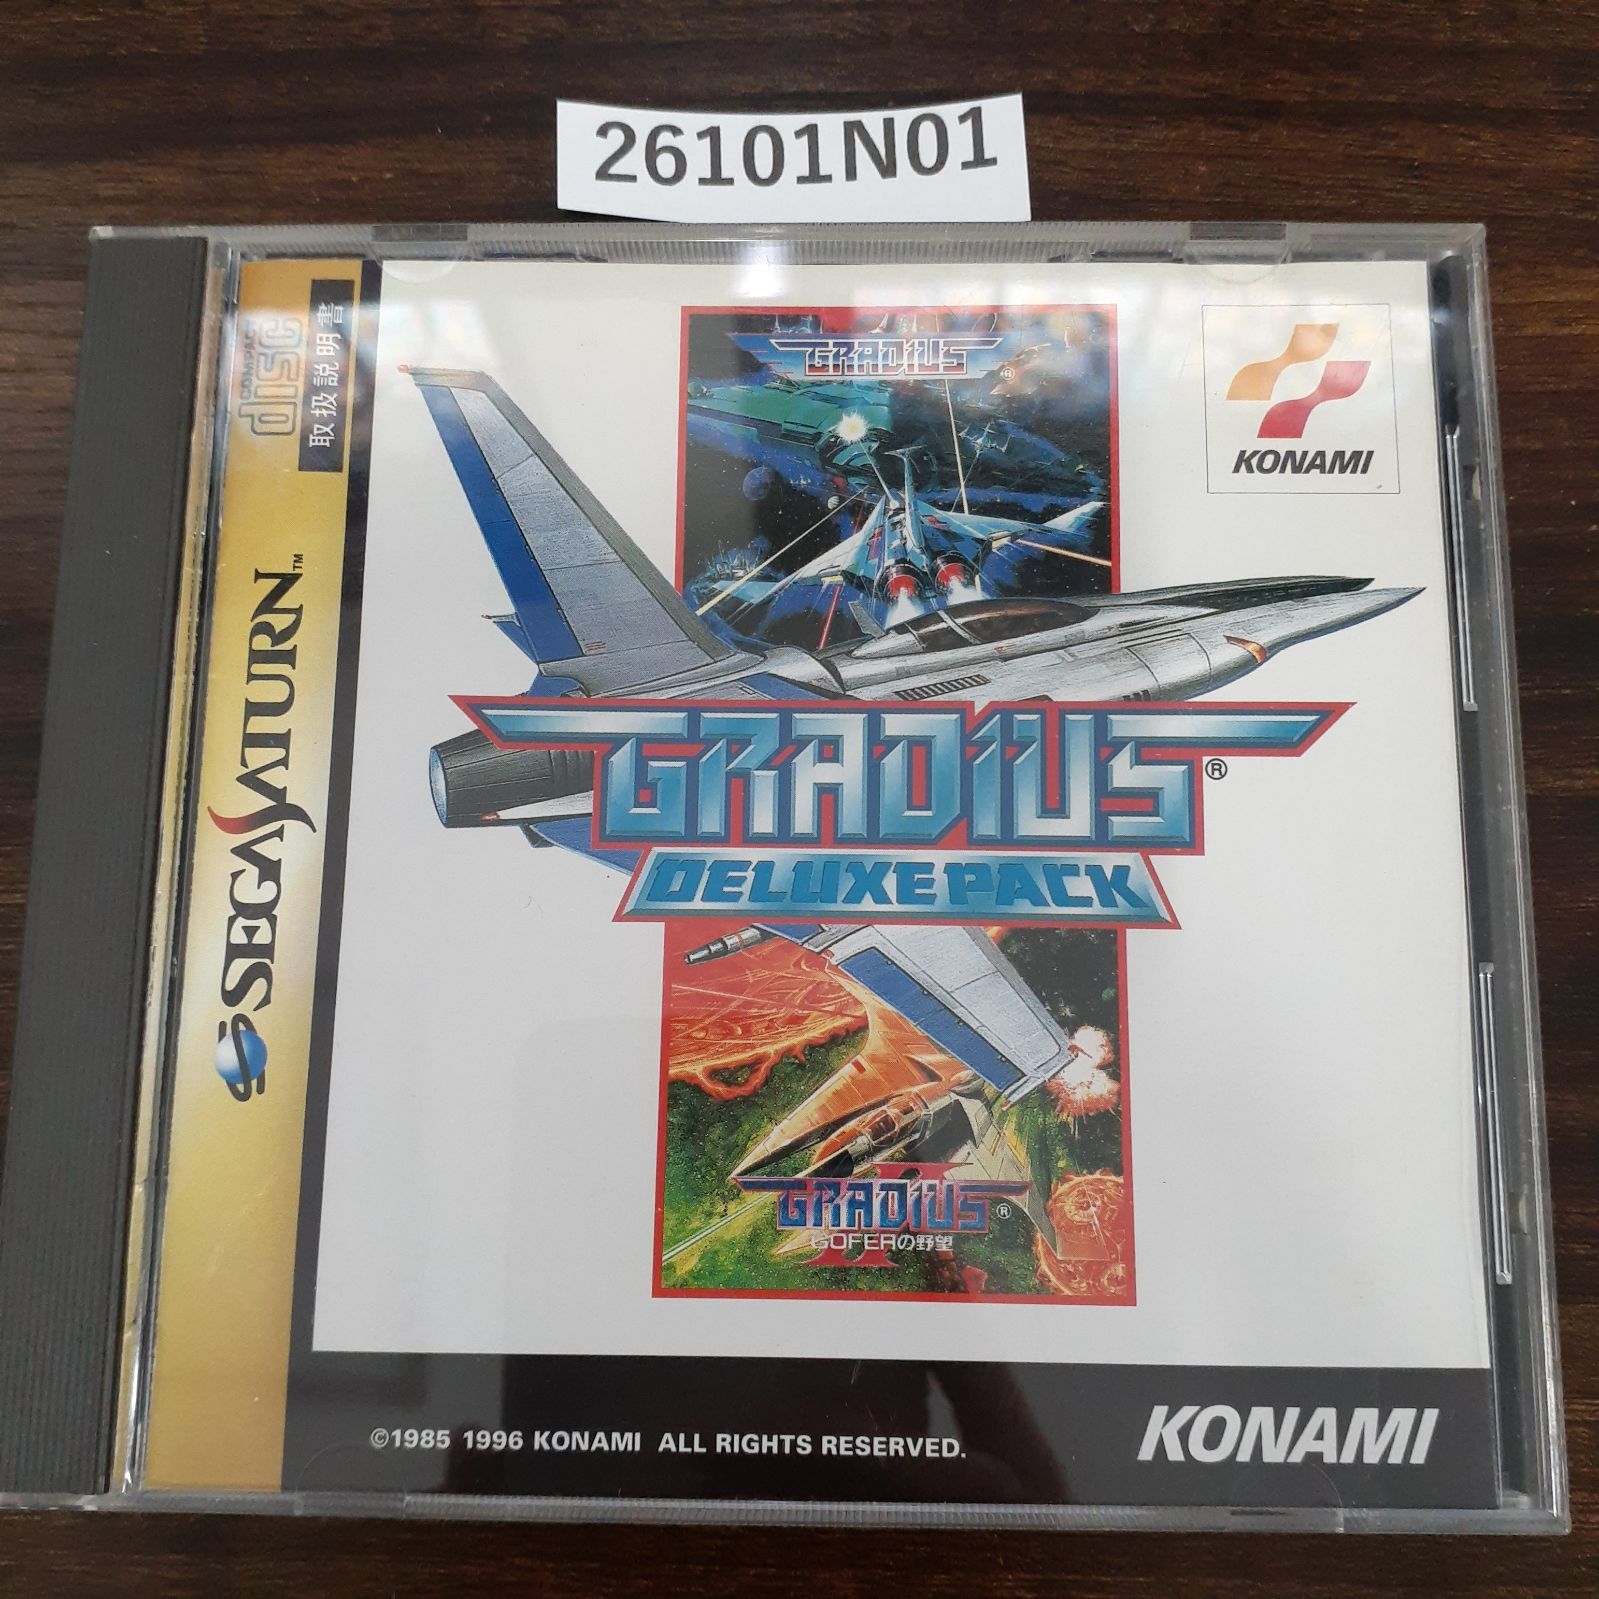 26101N01
COMPACT
disc
取扱説明書
SEGA SATURN™
GRADIUS®
KONAMI
GRADIUS®
DELUXE PACK
GRADIUS II®
GOFERの野望
©1985 1996 KONAMI ALL RIGHTS RESERVED.
KONAMI